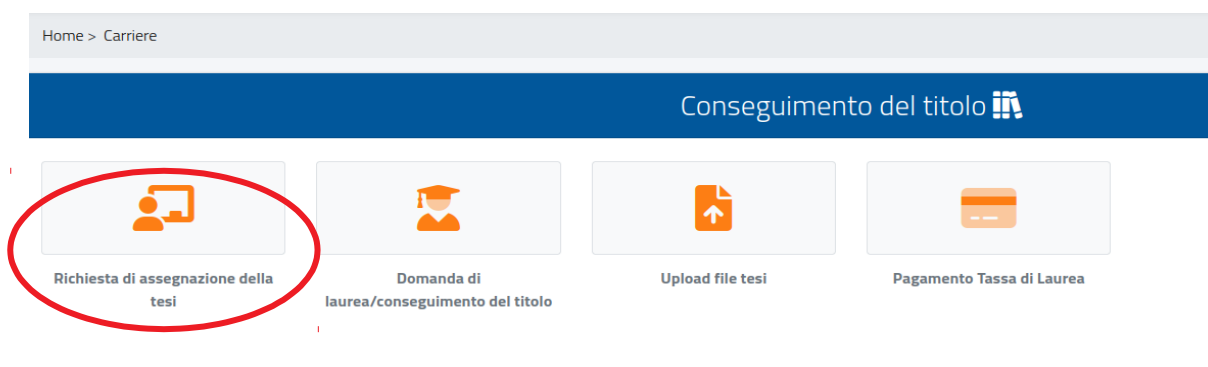 Home > Carriere
Conseguimento del titolo
Richiesta di assegnazione della
tesi
Domanda di
laurea/conseguimento del titolo
Upload file tesi
Pagamento Tassa di Laurea